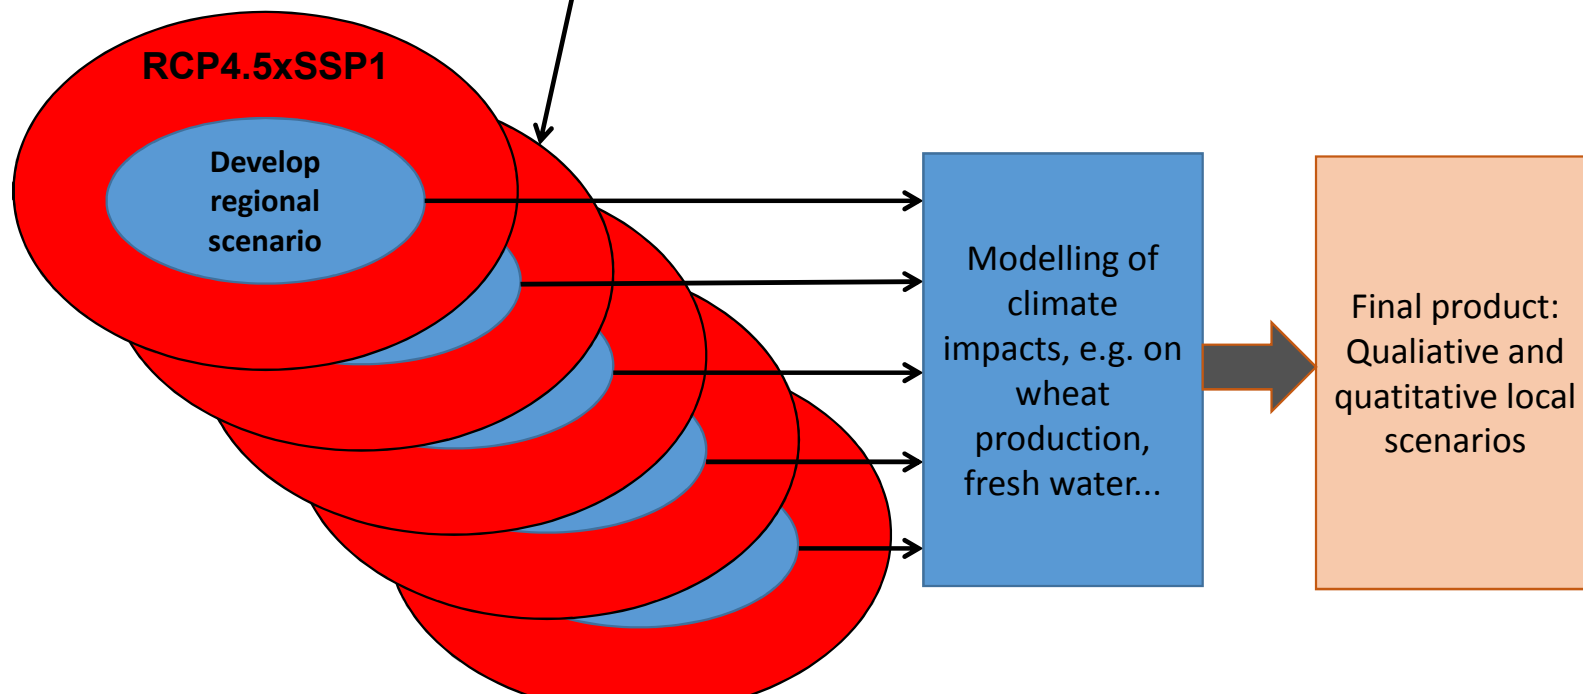 RCP4.5xSSP1
Develop
regional
scenario
Modelling of
climate
impacts, e.g. on
wheat
production,
fresh water...
Final product:
Qualiative and
quatitative local
scenarios